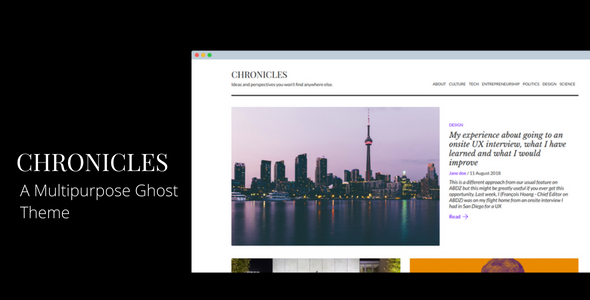 CHRONICLES
A Multipurpose Ghost
Theme
CHRONICLES
Ideas and perspectives you won't find anywhere else.
ABOUT CULTURE TECH ENTREPRENEURSHIP POLITICS DESIGN SCIENCE
DESIGN
My experience about going to an
onsite UX interview, what I have
learned and what I would
improve
Jane doe / 15 August 2018
This is a different approach from our usual feature on
ABDZ but this might be greatly useful if you ever get this
opportunity. Last week, I (François Hoang - Chief Editor on
ABDZ) was on my flight home from an onsite interview I
had in San Diego for a UX
Read →